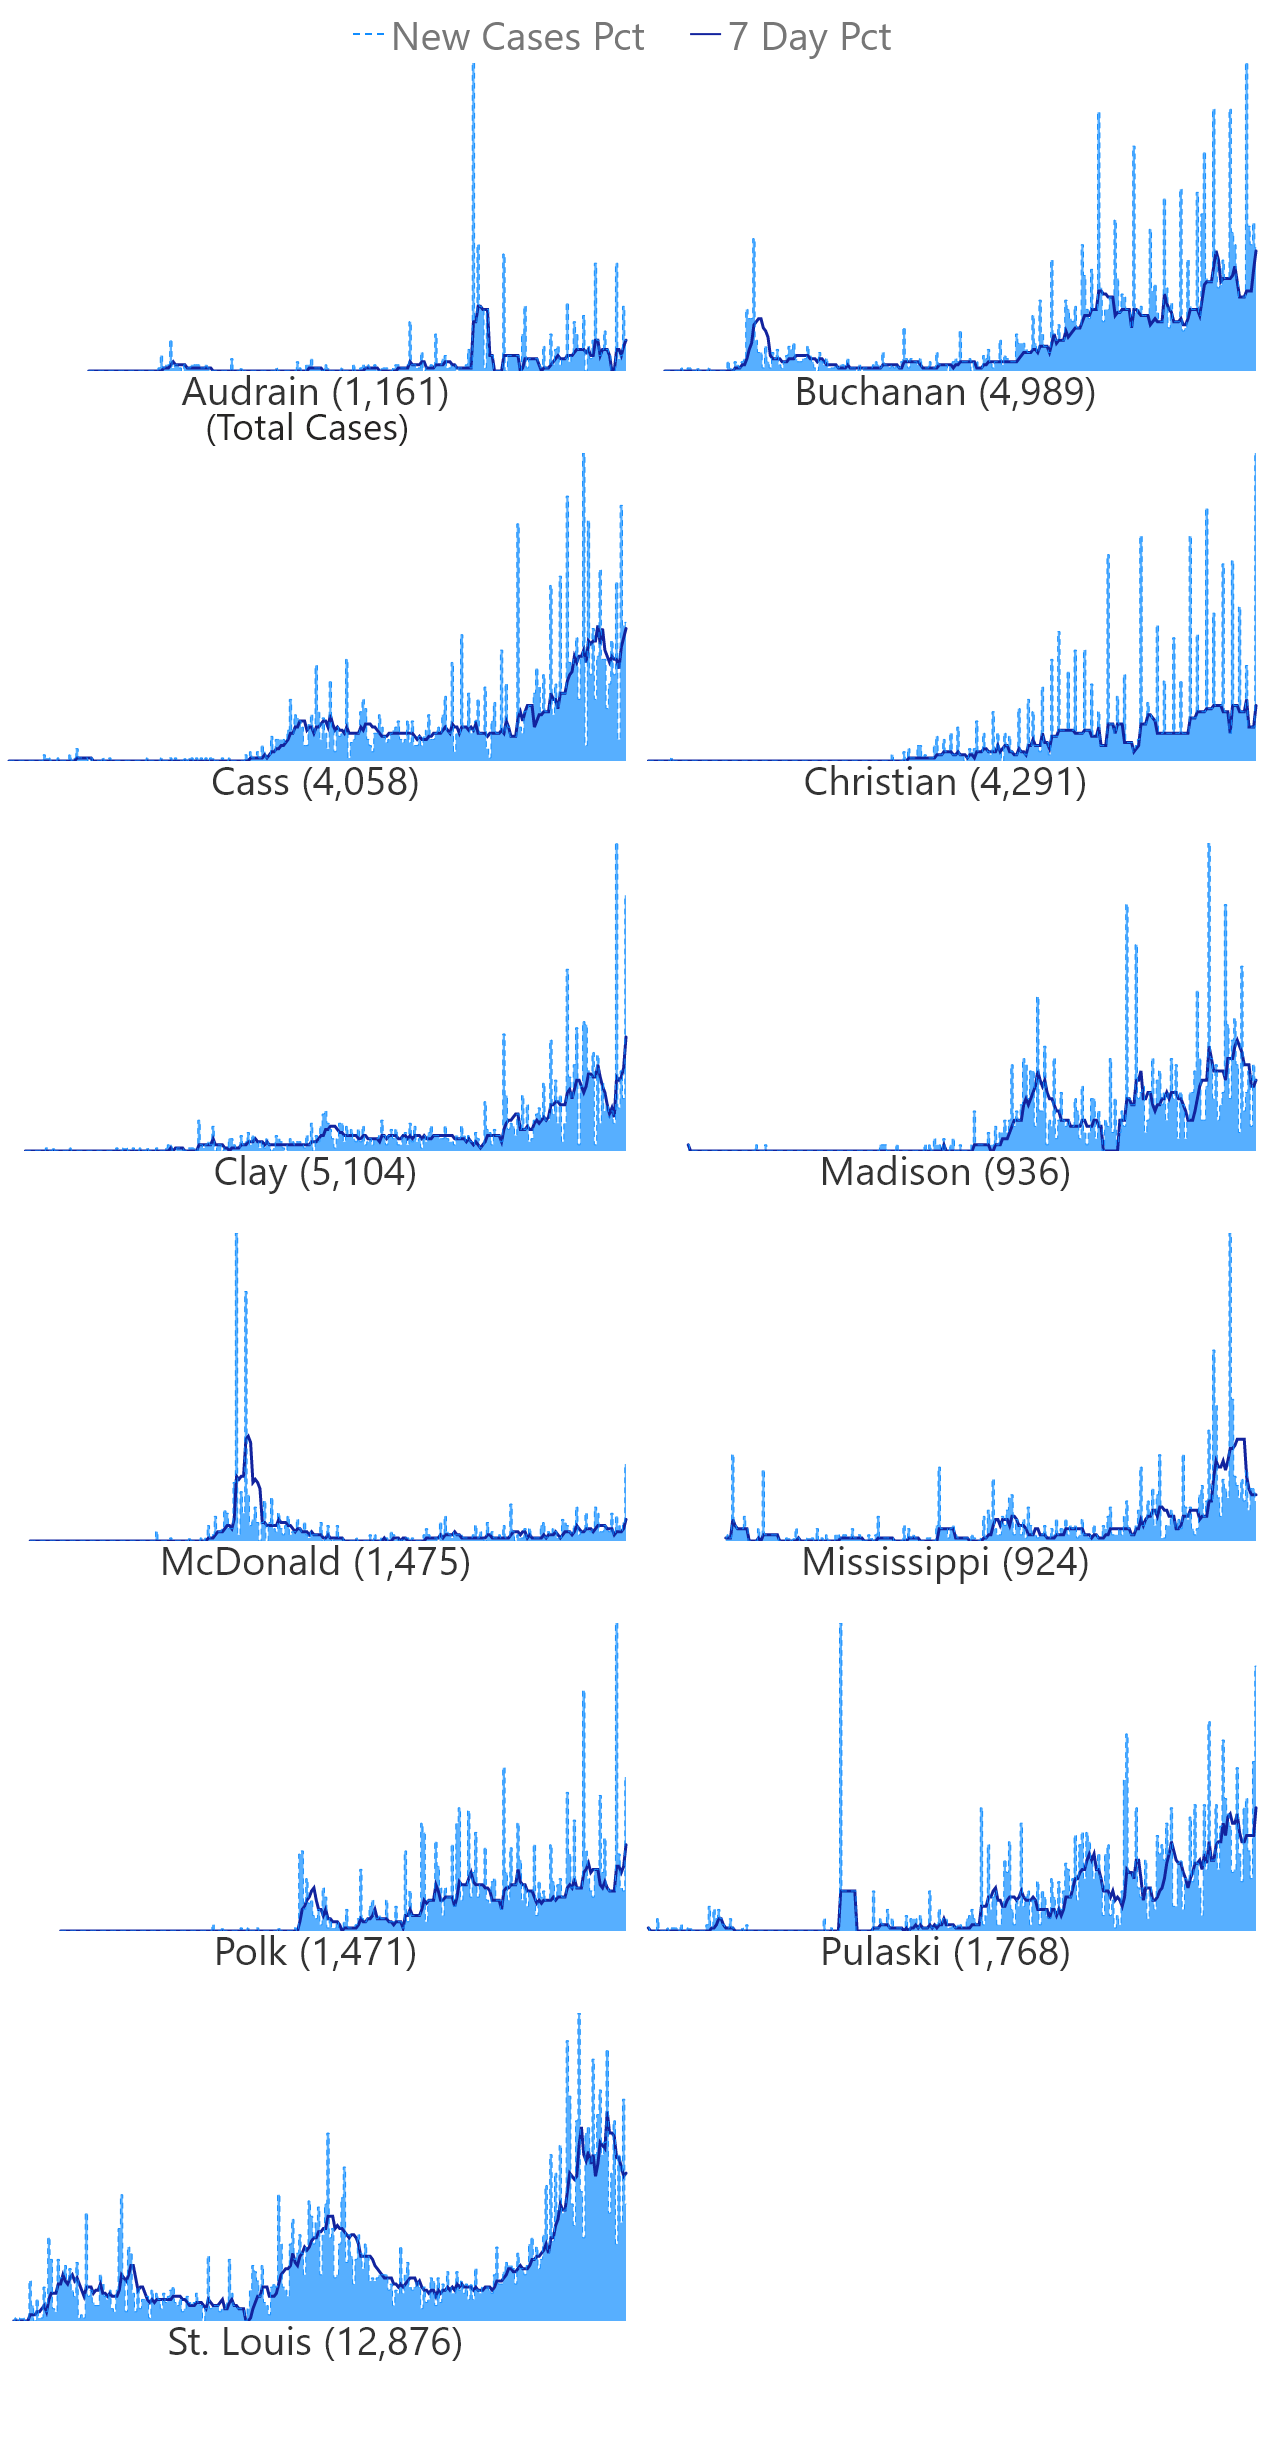 New Cases Pct 7 Day Pct
Audrain (1,161) Buchanan (4,989)
(Total Cases)
Cass (4,058) Christian (4,291)
Clay (5,104) Madison (936)
McDonald (1,475) Mississippi (924)
Polk (1,471) Pulaski (1,768)
St. Louis (12,876)